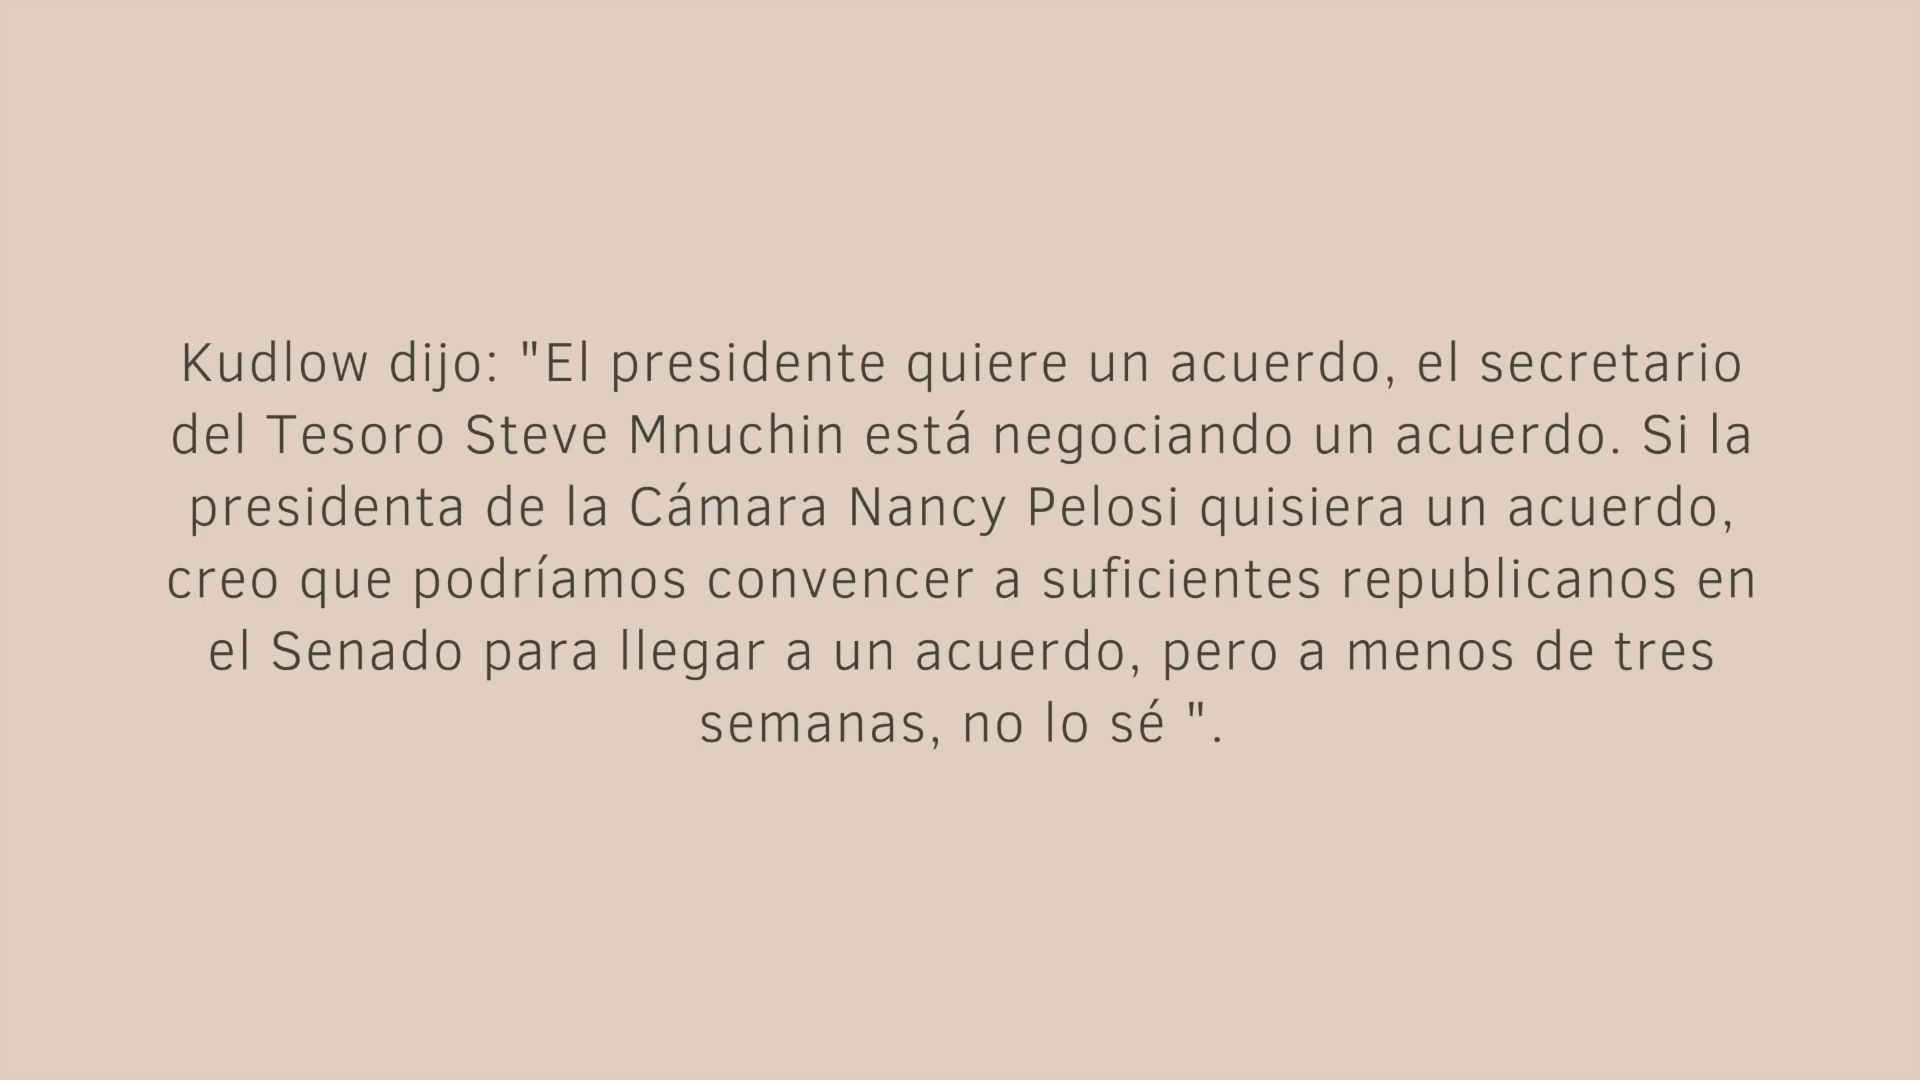 Kudlow dijo: "El presidente quiere un acuerdo, el secretario
del Tesoro Steve Mnuchin está negociando un acuerdo. Si la
presidenta de la Cámara Nancy Pelosi quisiera un acuerdo,
creo que podríamos convencer a suficientes republicanos en
el Senado para llegar a un acuerdo, pero a menos de tres
semanas, no lo sé ".